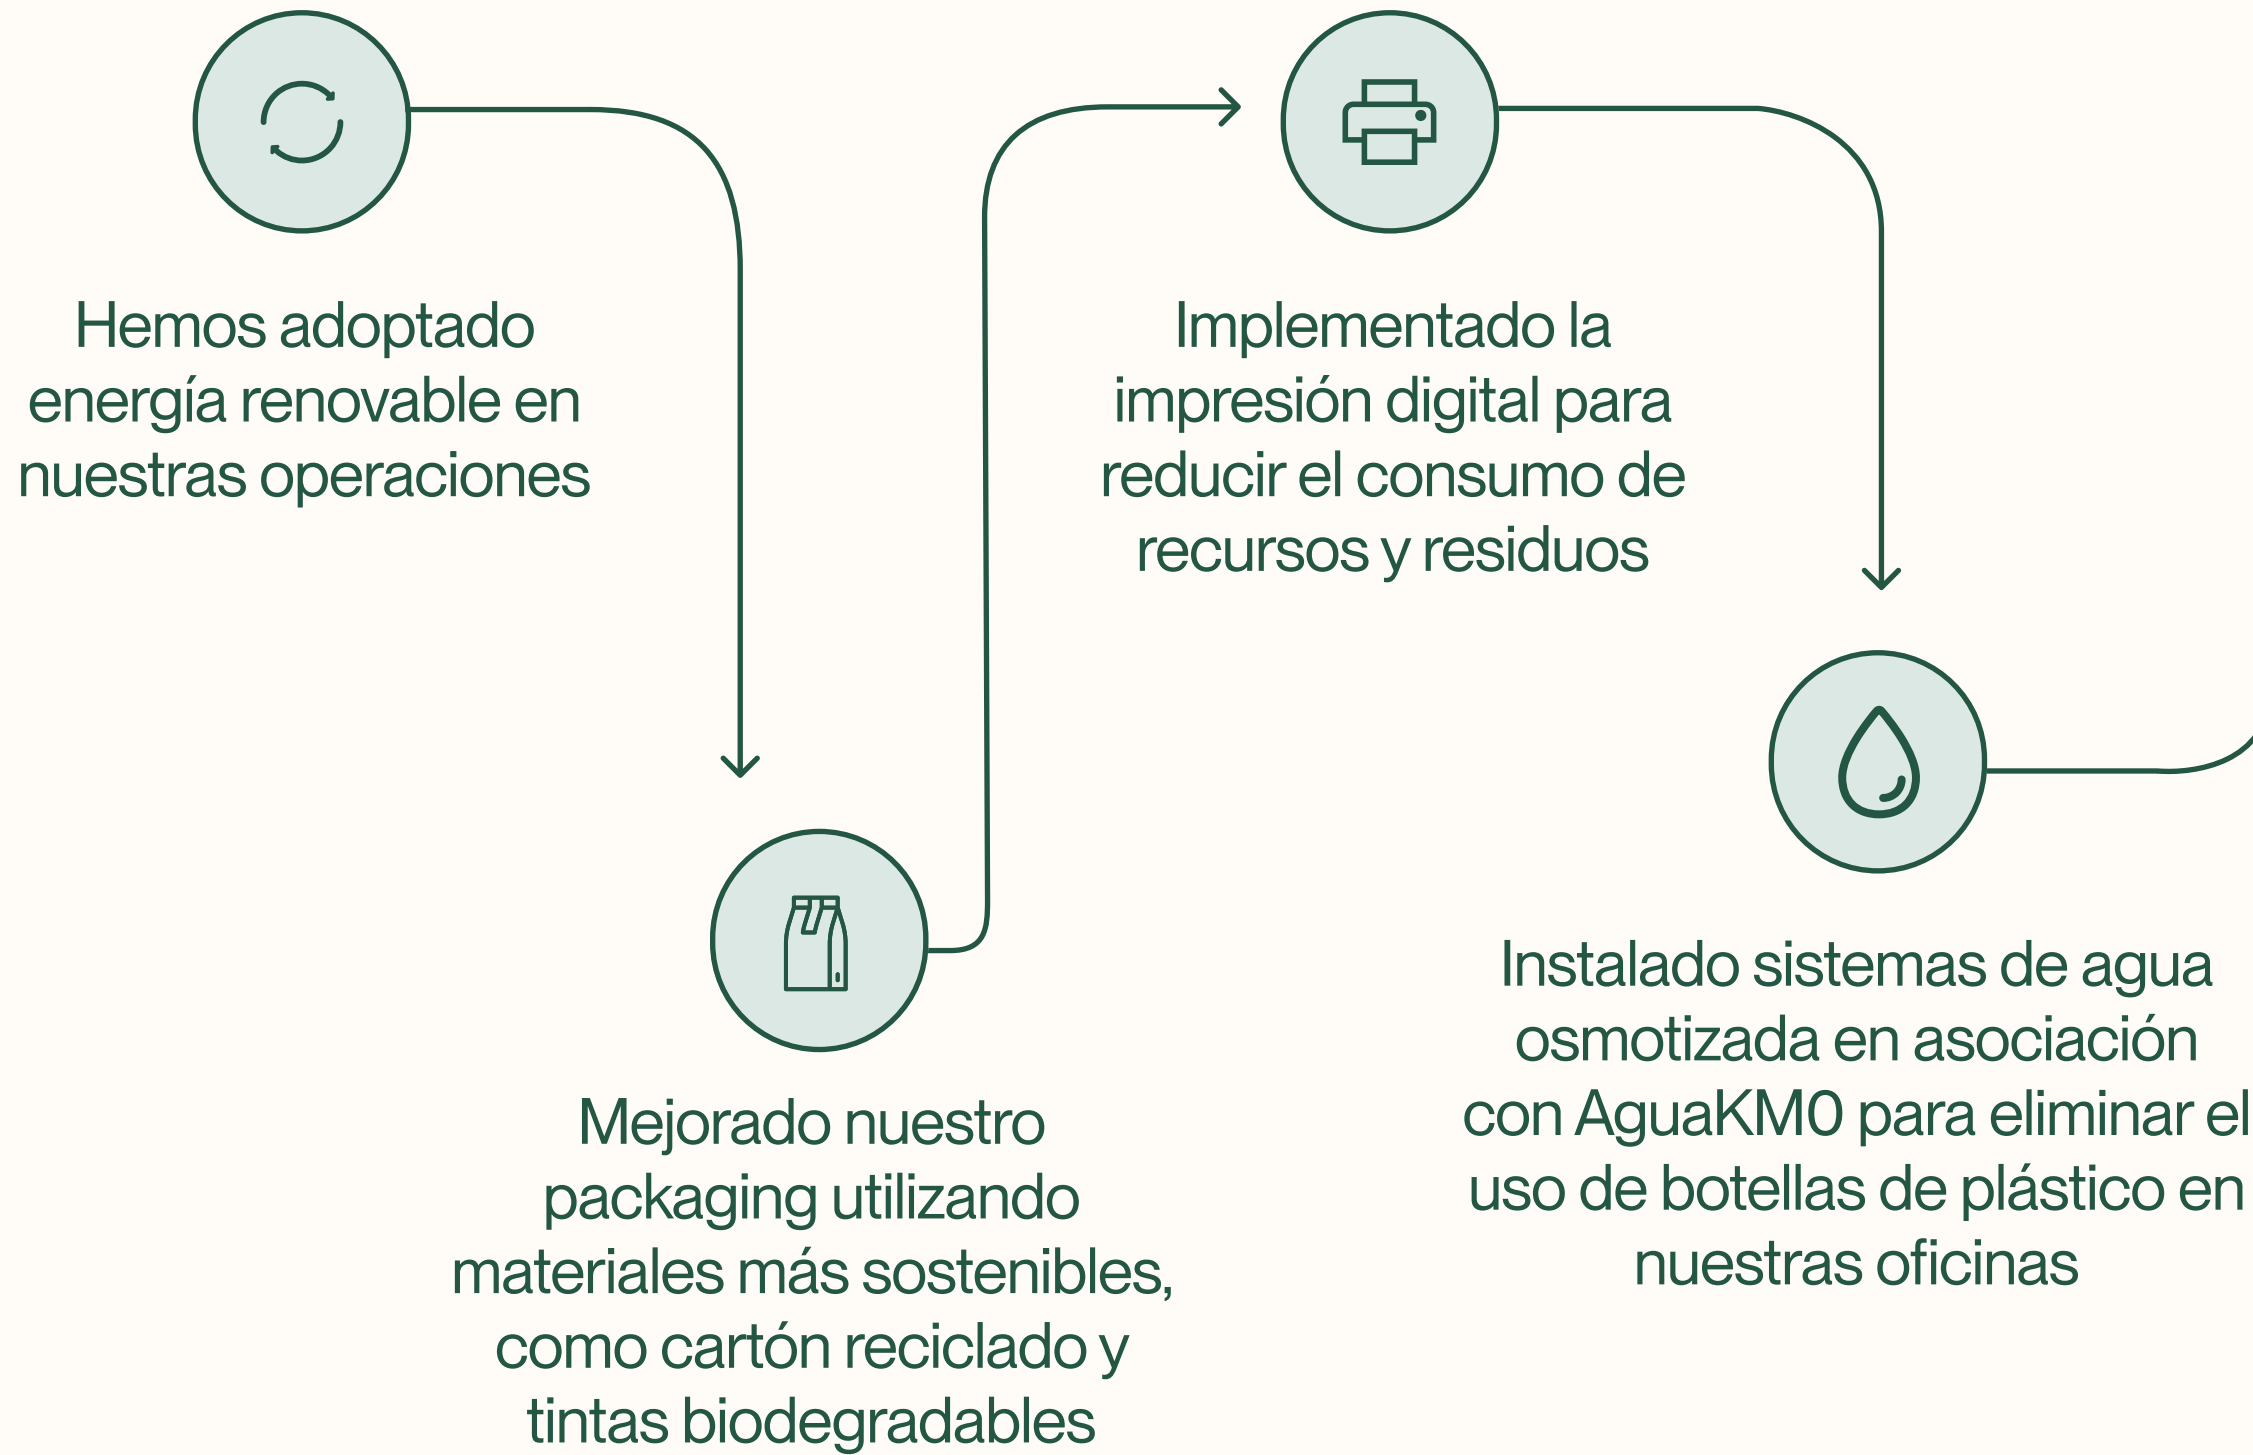 Hemos adoptado
energía renovable en
nuestras operaciones
Mejorado nuestro
packaging utilizando
materiales más sostenibles,
como cartón reciclado y
tintas biodegradables
Implementado la
impresión digital para
reducir el consumo de
recursos y residuos
Instalado sistemas de agua
osmotizada en asociación
con AguaKM0 para eliminar el
uso de botellas de plástico en
nuestras oficinas